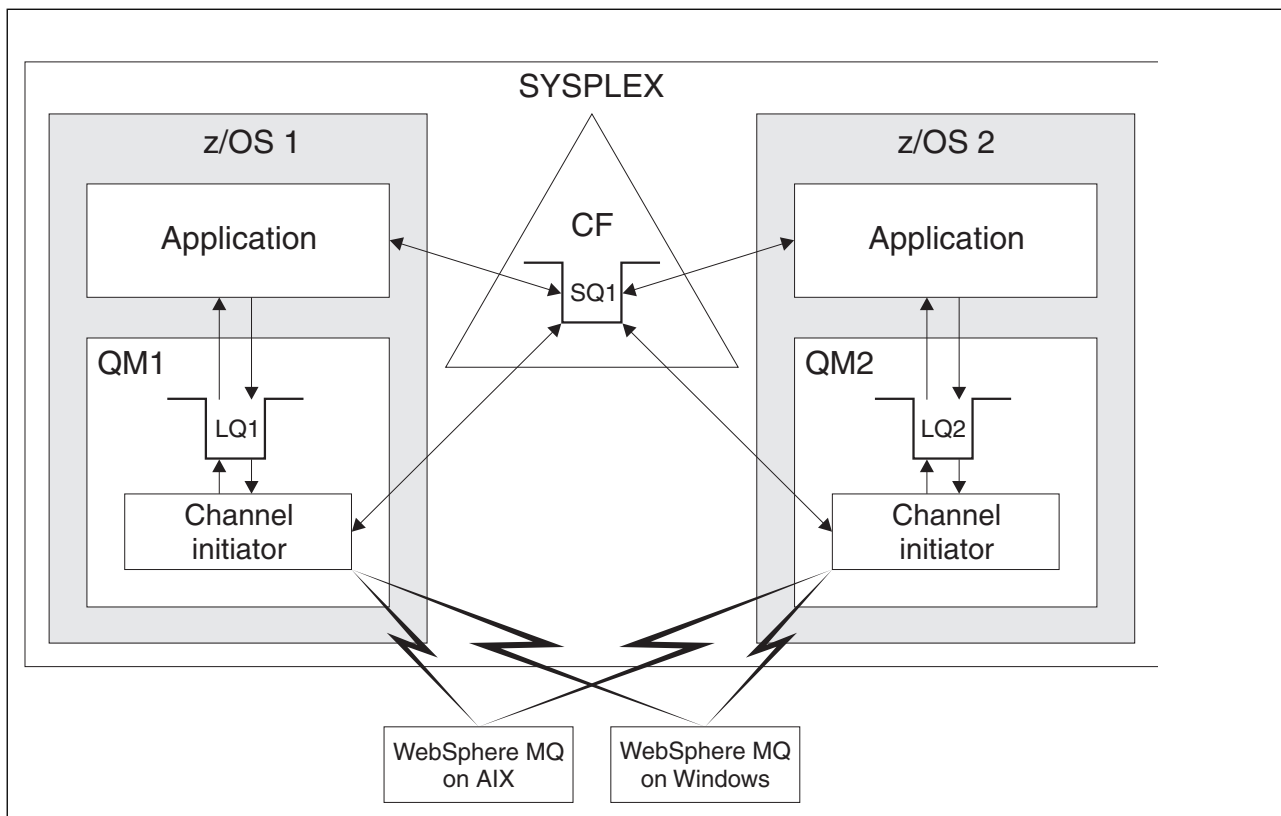 SYSPLEX
z/OS 1
z/OS 2
Application
CF
Application
SQ1
QM1
QM2
LQ1
LQ2
Channel
initiator
Channel
initiator
WebSphere MQ
on AIX
WebSphere MQ
on Windows